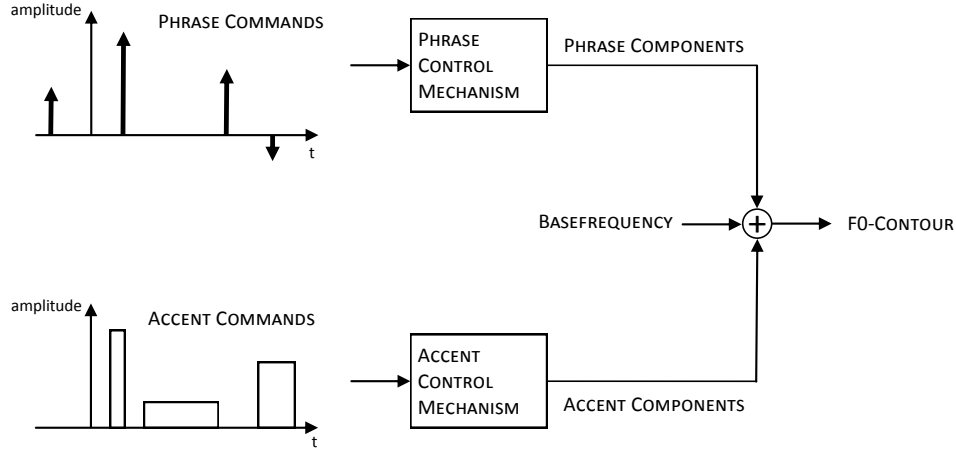 amplitude
PHRASE COMMANDS
t
PHRASE
CONTROL
MECHANISM
PHRASE COMPONENTS
BASEFREQUENCY
+
F0-CONTOUR
amplitude
ACCENT COMMANDS
t
ACCENT
CONTROL
MECHANISM
ACCENT COMPONENTS